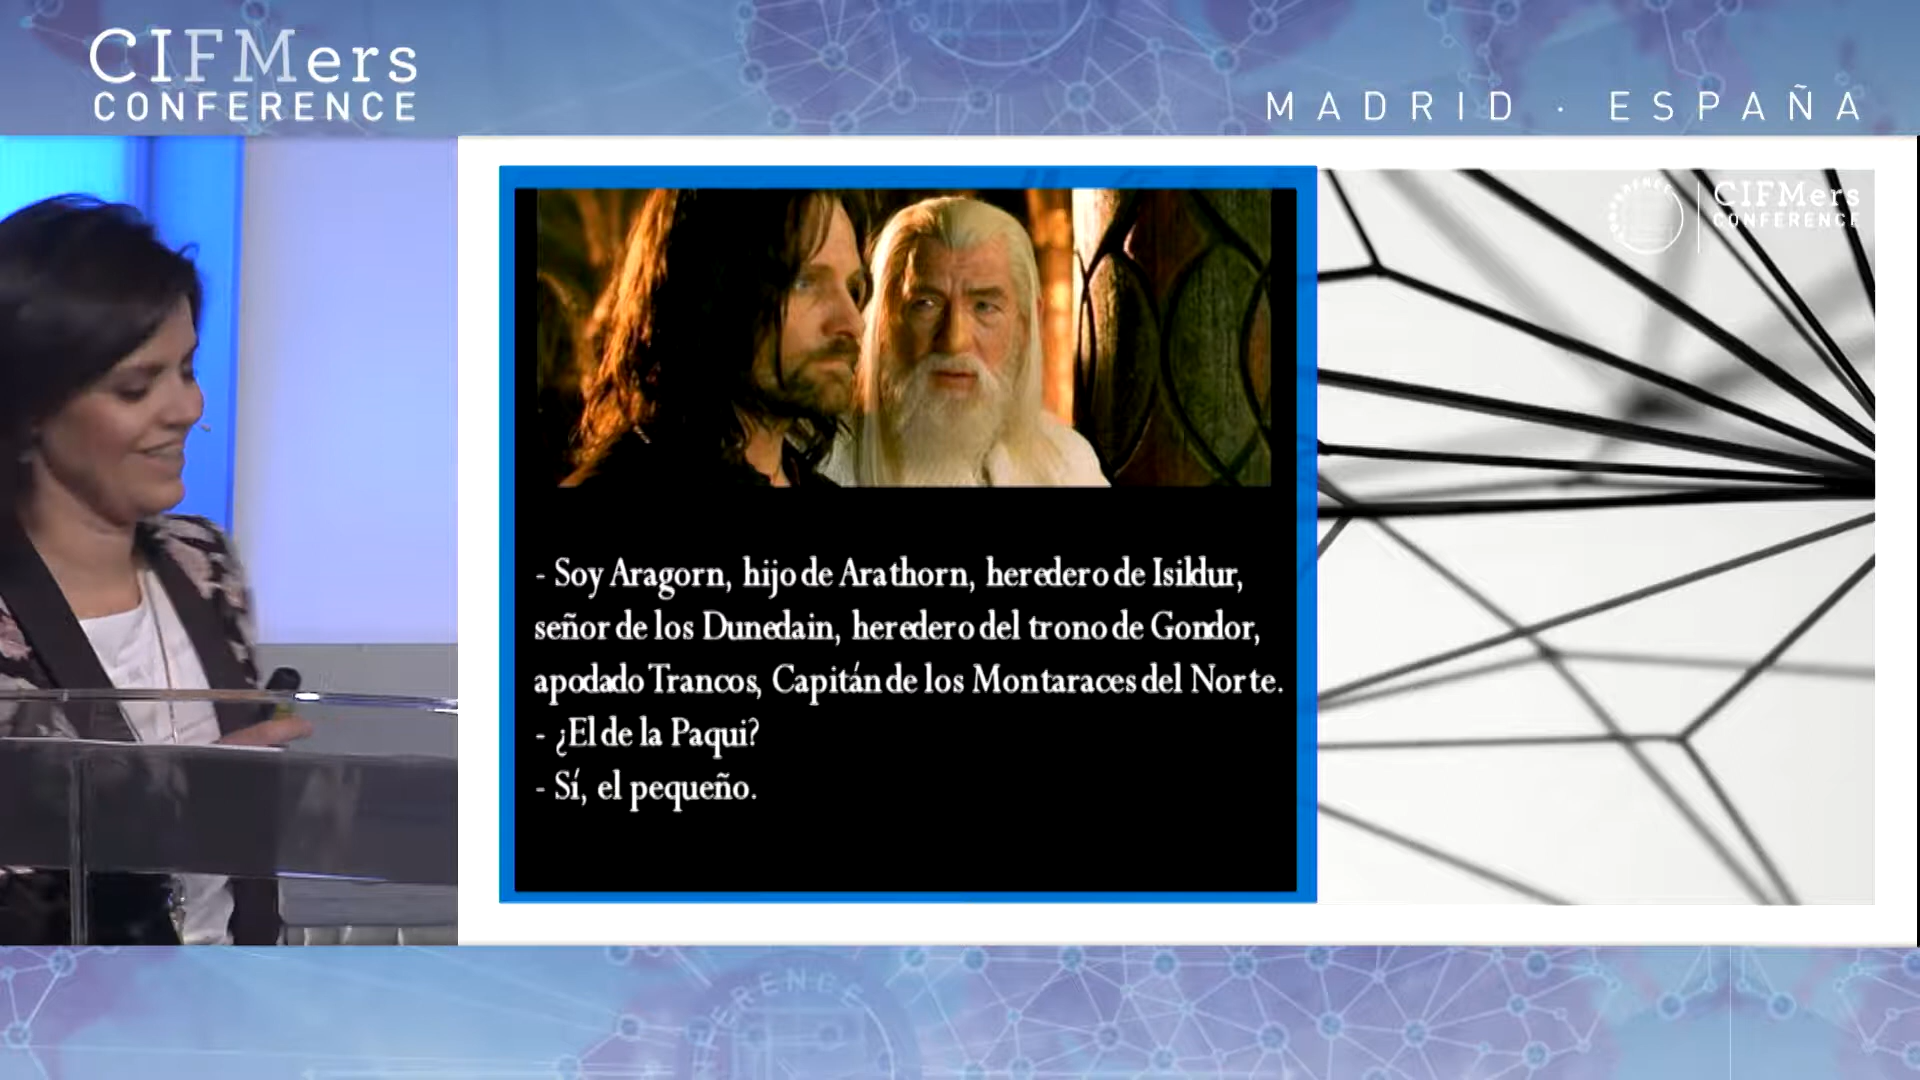 CIFMers
CONFERENCE
MADRID · ESPAÑA
CIFMers
CONFERENCE
- Soy Aragorn, hijo de Arathorn, heredero de Isildur,
señor de los Dunedain, heredero del trono de Gondor,
apodado Trancos, Capitán de los Montaraces del Norte.
- ¿El de la Paqui?
- Sí, el pequeño.
ERENCE